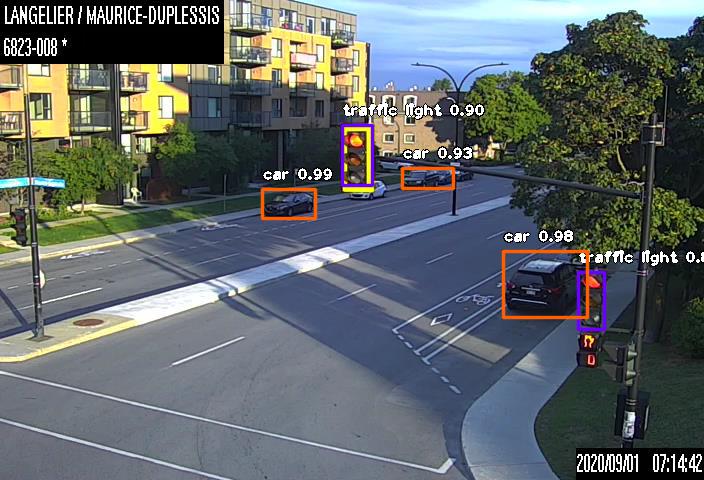 LANGELIER / MAURICE-DUPLESSIS
6823-008 *
traffic light 0.90
car 0.93
car 0.99
car 0.98
traffic light 0.8
0
2020/09/01 07:14:42